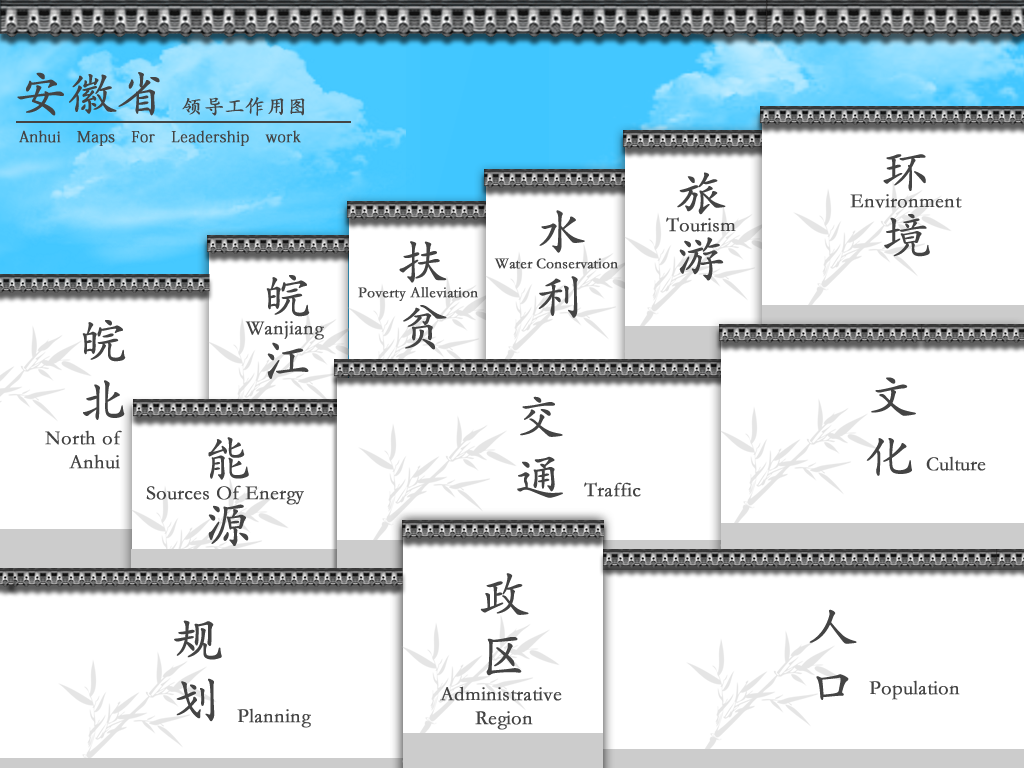 安徽省 领导工作用图
Anhui Maps For Leadership work
环
Environment
境
旅
Tourism
游
水
Water Conservation
利
扶
Poverty Alleviation
贫
皖
Wanjiang
江
皖
北
North of
Anhui
能
Sources Of Energy
源
交
通 Traffic
文
化 Culture
规
划 Planning
政
区
Administrative
Region
人
口 Population